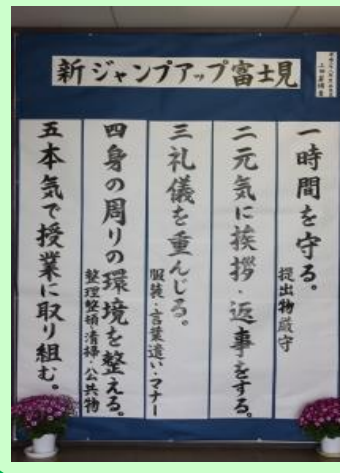 新ジャンプアップ富士見
一時間を守る。
提出物厳守
二元気に挨拶・返事をする。
三礼儀を重んじる。
服装・言葉遣い・マナー
四身の周りの環境を整える。
整理整頓・清掃・公共物
五本気で授業に取り組む。